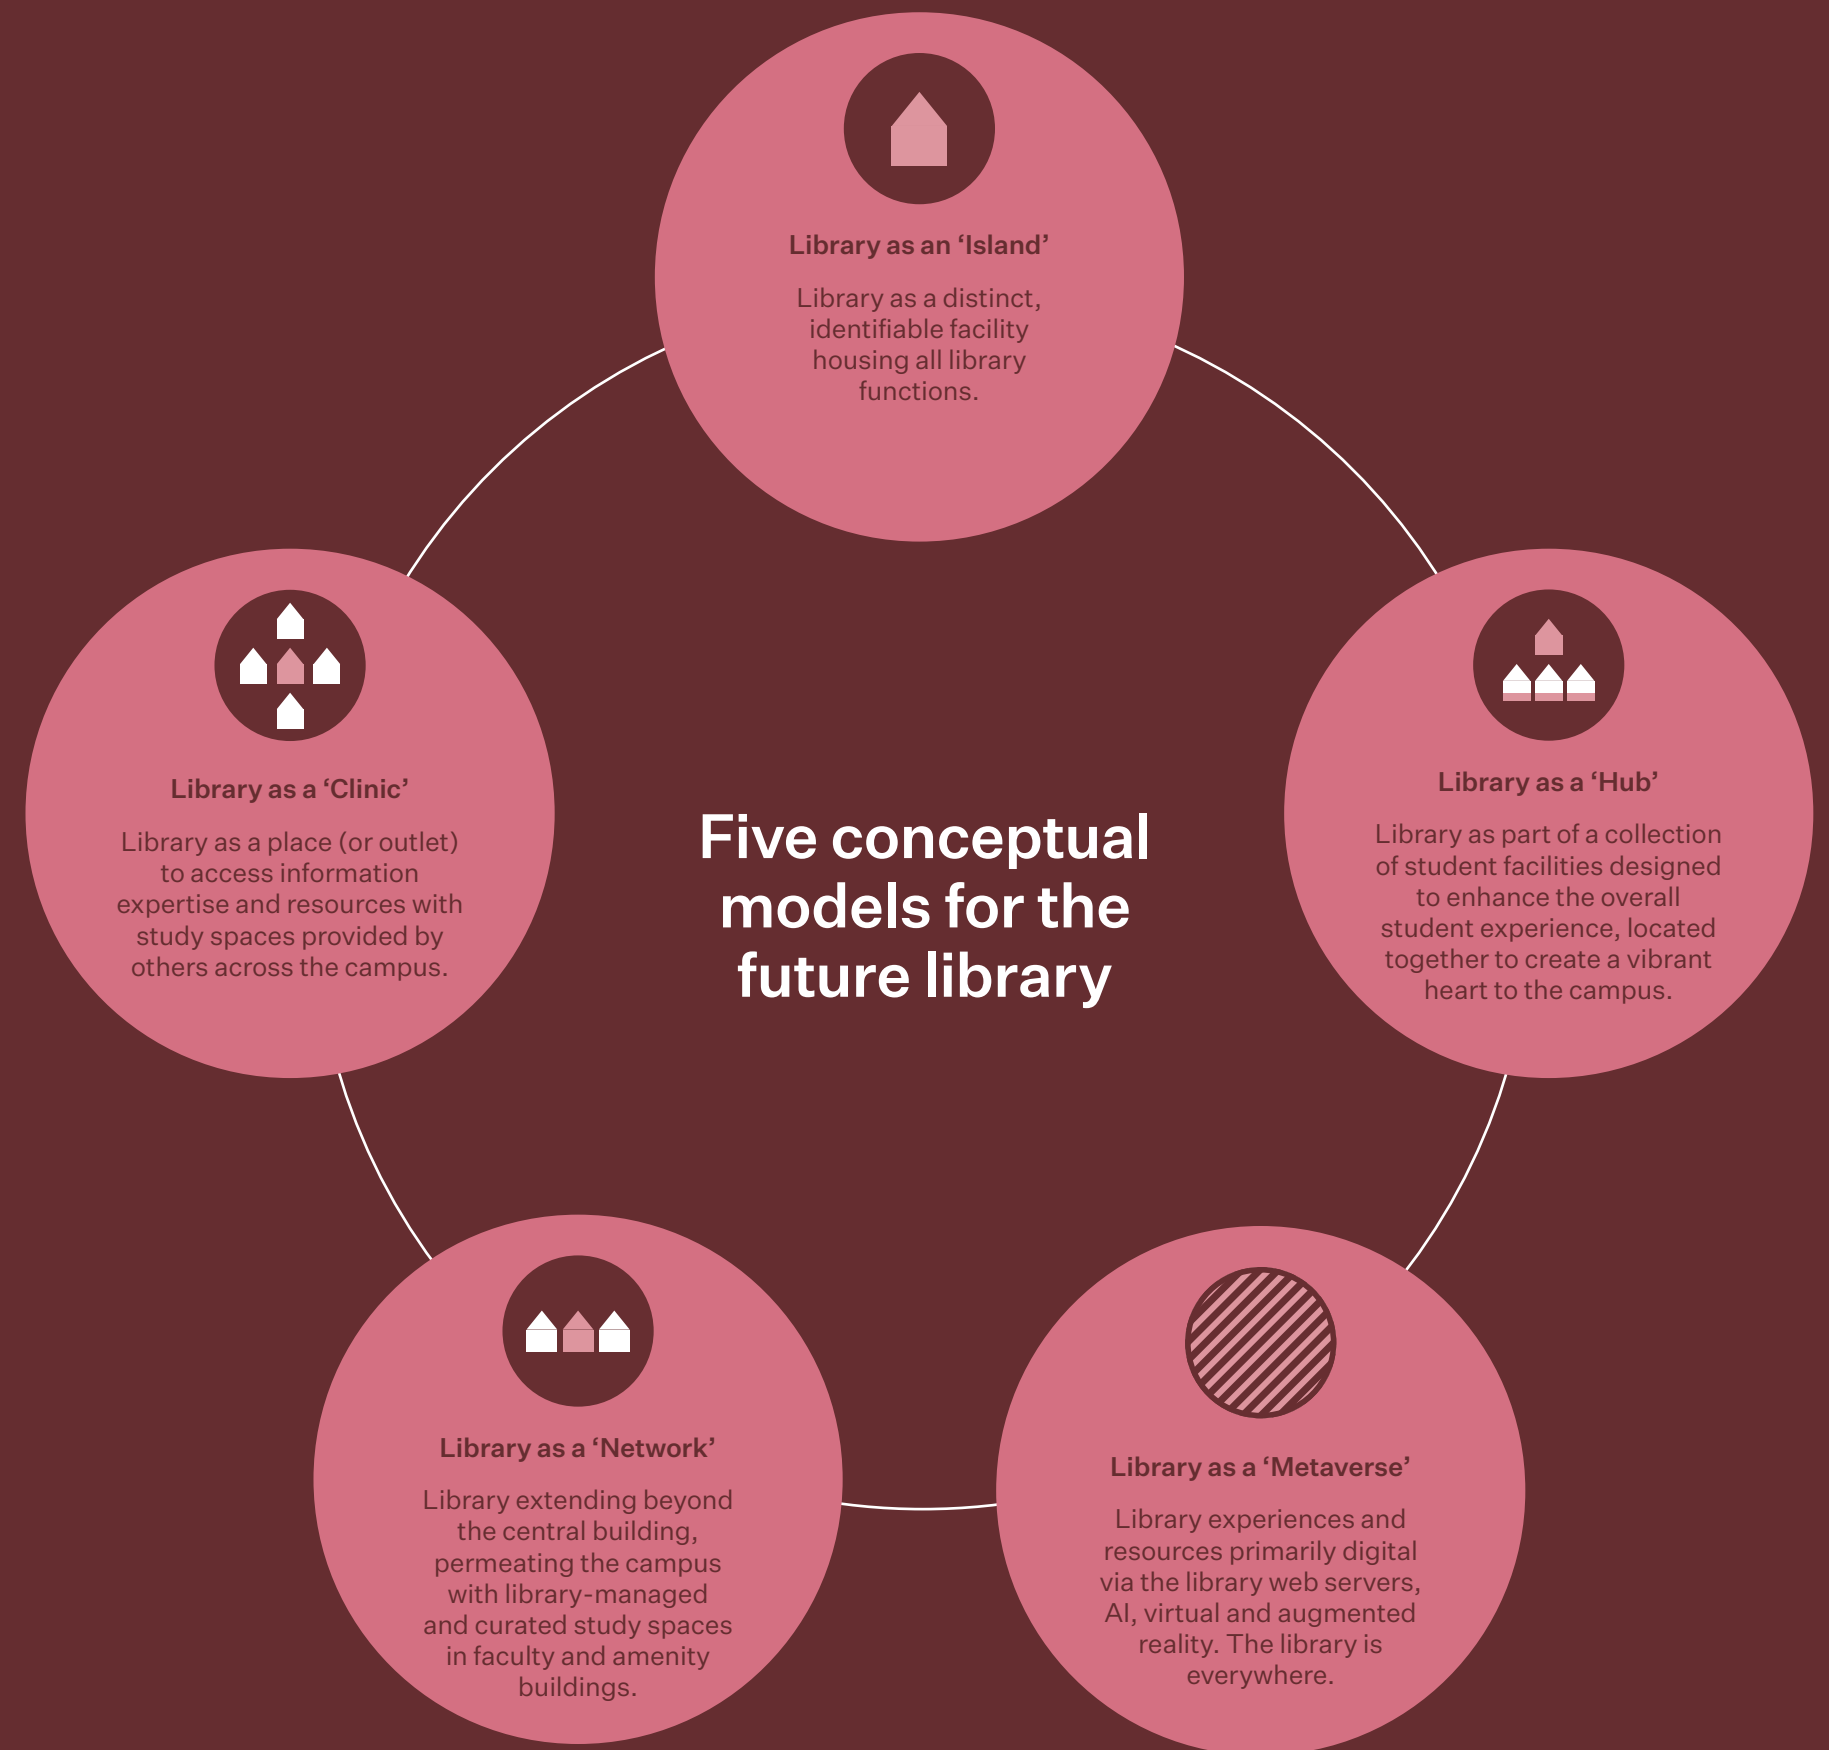 Library as an ‘Island’
Library as a distinct,
identifiable facility
housing all library
functions.
Library as a ‘Clinic’
Library as a place (or outlet)
to access information
expertise and resources with
study spaces provided by
others across the campus.
Five conceptual
models for the
future library
Library as a ‘Hub’
Library as part of a collection
of student facilities designed
to enhance the overall
student experience, located
together to create a vibrant
heart to the campus.
Library as a ‘Network’
Library extending beyond
the central building,
permeating the campus
with library-managed
and curated study spaces
in faculty and amenity
buildings.
Library as a ‘Metaverse’
Library experiences and
resources primarily digital
via the library web servers,
AI, virtual and augmented
reality. The library is
everywhere.